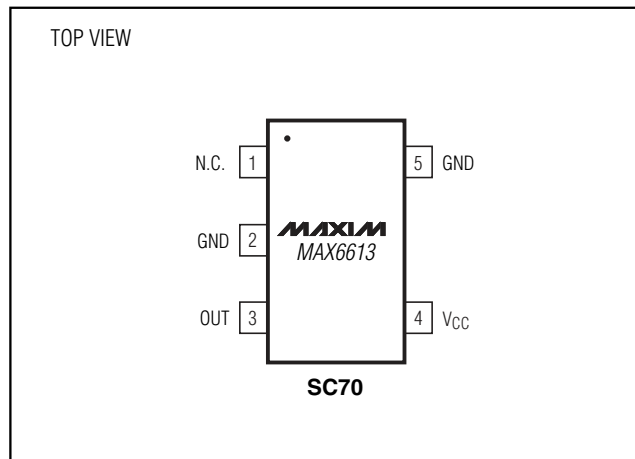 TOP VIEW
N.C. 1
5 GND
GND 2
MAXIM
MAX6613
OUT 3
4 VCC
SC70